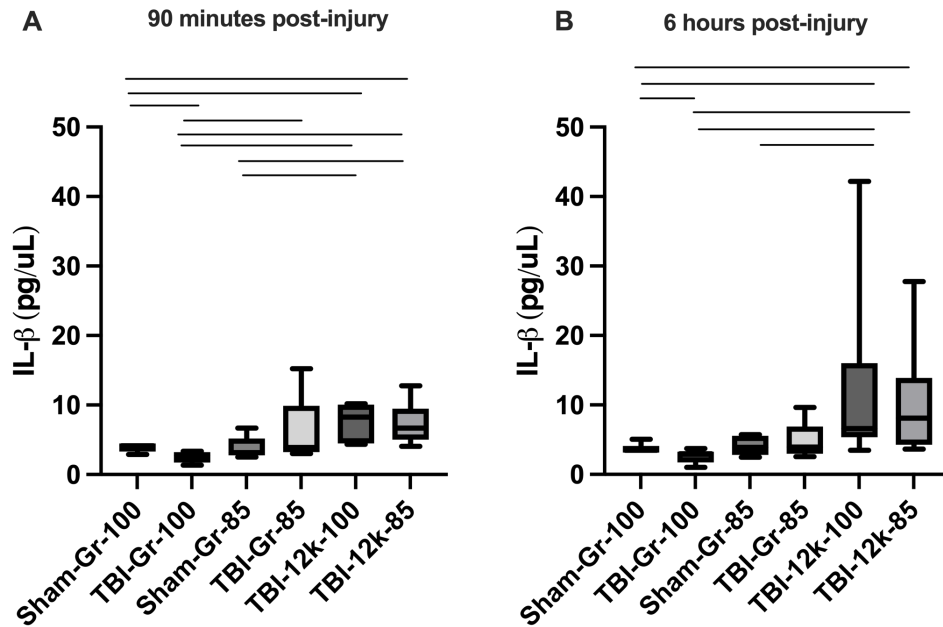 A
90 minutes post-injury
IL-β (pg/uL)
50
40
30
20
10
0
Sham-Gr-100
TBI-Gr-100
Sham-Gr-85
TBI-Gr-85
TBI-12k-100
TBI-12k-85
B
6 hours post-injury
IL-β (pg/uL)
50
40
30
20
10
0
Sham-Gr-100
TBI-Gr-100
Sham-Gr-85
TBI-Gr-85
TBI-12k-100
TBI-12k-85